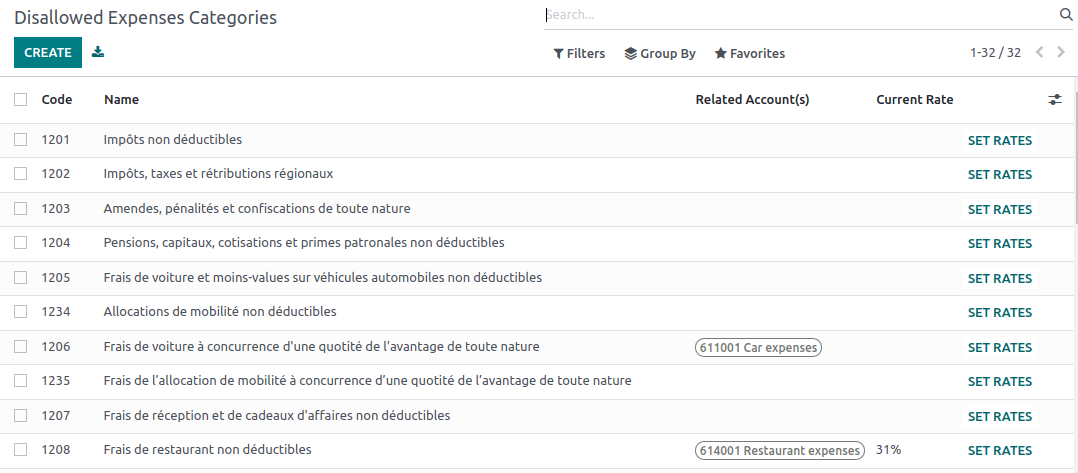 Disallowed Expenses Categories
Search...
CREATE
Filters Group By Favorites 1-32 / 32
Code Name Related Account(s) Current Rate
1201 Impôts non déductibles SET RATES
1202 Impôts, taxes et rétributions régionaux SET RATES
1203 Amendes, pénalités et confiscations de toute nature SET RATES
1204 Pensions, capitaux, cotisations et primes patronales non déductibles SET RATES
1205 Frais de voiture et moins-values sur véhicules automobiles non déductibles SET RATES
1234 Allocations de mobilité non déductibles SET RATES
1206 Frais de voiture à concurrence d'une quotité de l'avantage de toute nature 611001 Car expenses SET RATES
1235 Frais de l’allocation de mobilité à concurrence d’une quotité de l’avantage de toute nature SET RATES
1207 Frais de réception et de cadeaux d'affaires non déductibles SET RATES
1208 Frais de restaurant non déductibles 614001 Restaurant expenses 31% SET RATES